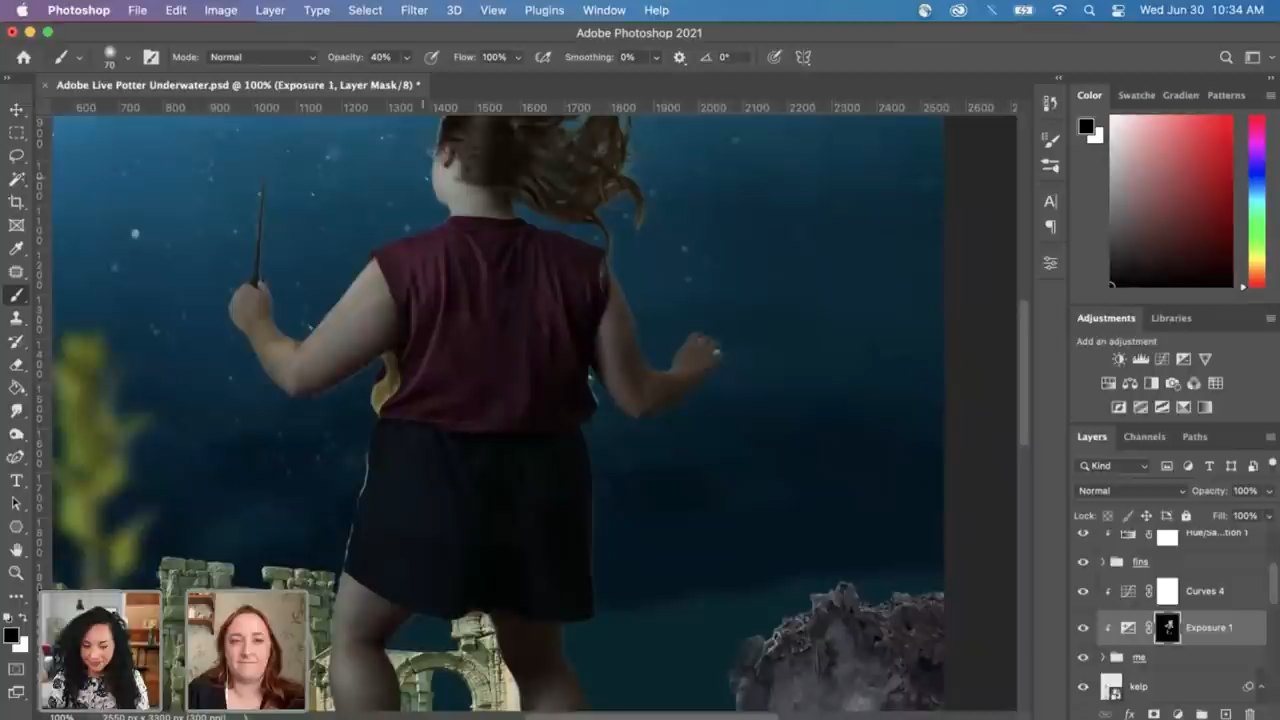 Photoshop File Edit Image Layer Type Select Filter 3D View Plugins Window Help Wed Jun 30 10:34 AM
Adobe Photoshop 2021
70 Mode: Normal Opacity: 40% Flow: 100% Smoothing: 0% 0°
Adobe Live Potter Underwater.psd @ 100% (Exposure 1, Layer Mask/8) *
600 700 800 900 1000 1100 1200 1300 1400 1500 1600 1700 1800 1900 2000 2100 2200 2300 2400 2500 2600
Color Swatche Gradien Patterns
Adjustments Libraries
Add an adjustment
Layers Channels Paths
Kind
Normal Opacity: 100%
Lock: Fill: 100%
Hue/Sa...tion 1
fins
Curves 4
Exposure 1
me
kelp
100% 2550 px x 3300 px (300 ppi)